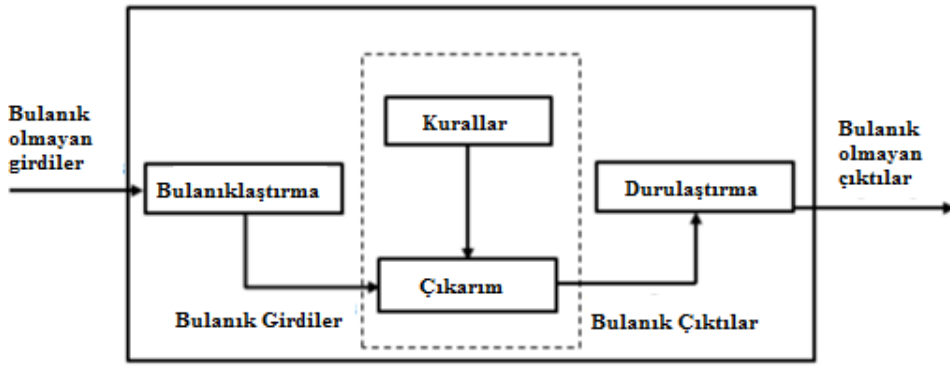 Bulanık
olmayan
girdiler
Bulanıklaştırma
Kurallar
Çıkarım
Bulanık Girdiler
Durulaştırma
Bulanık Çıktılar
Bulanık
olmayan
çıktılar